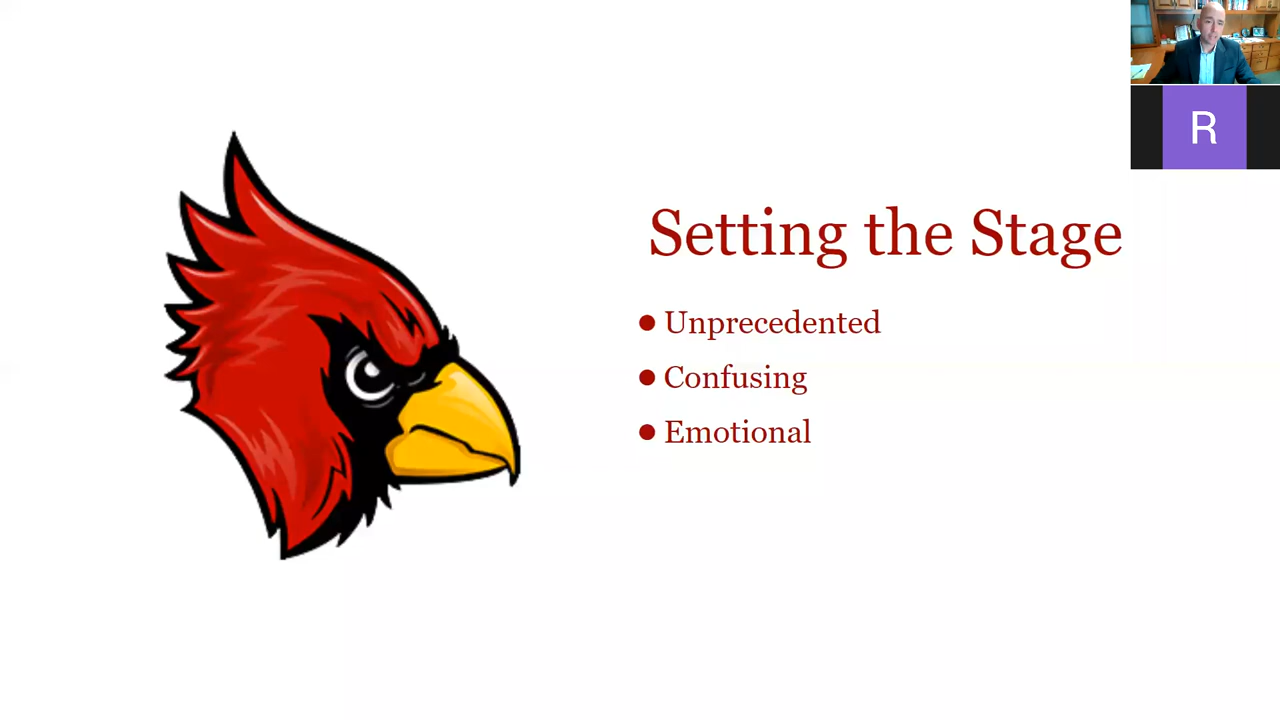 R
Setting the Stage
● Unprecedented
● Confusing
● Emotional